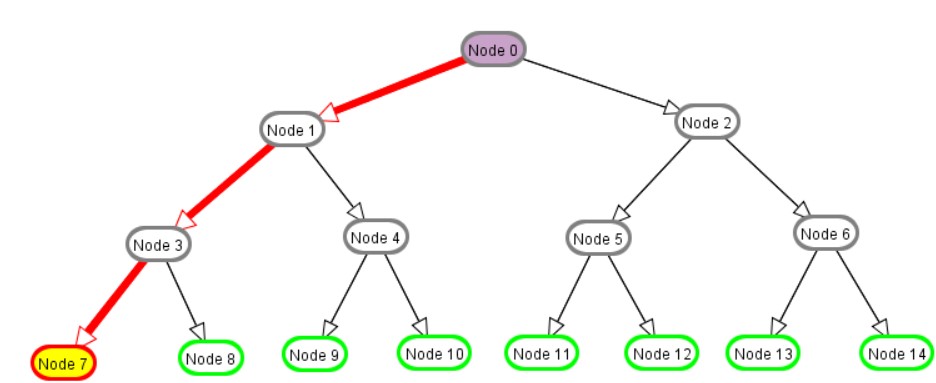 Node 0
Node 1
Node 2
Node 3
Node 4
Node 5
Node 6
Node 7
Node 8
Node 9
Node 10
Node 11
Node 12
Node 13
Node 14